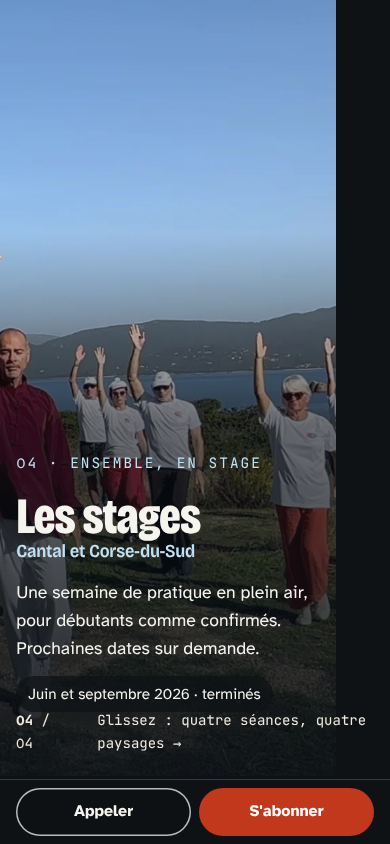 04 · ENSEMBLE, EN STAGE
Les stages
Cantal et Corse-du-Sud
Une semaine de pratique en plein air,
pour débutants comme confirmés.
Prochaines dates sur demande.
Juin et septembre 2026 · terminés
04 / Glissez : quatre séances, quatre
04 paysages →
Appeler S'abonner